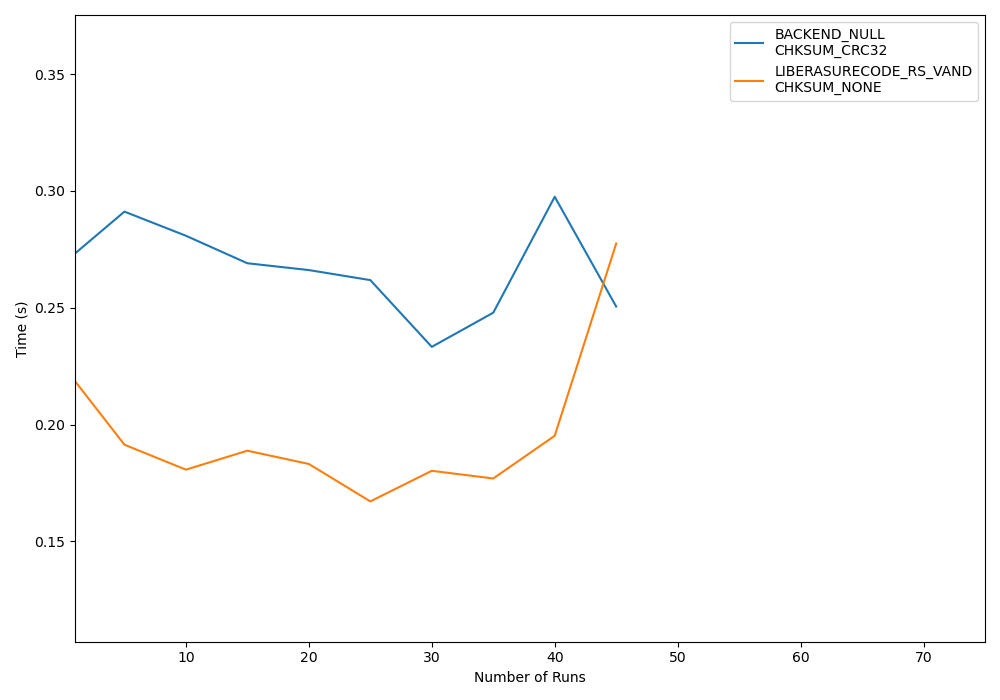 BACKEND_NULL
CHKSUM_CRC32
LIBERASURECODE_RS_VAND
CHKSUM_NONE
0.35
0.30
0.25
0.20
0.15
Time (s)
10 20 30 40 50 60 70
Number of Runs